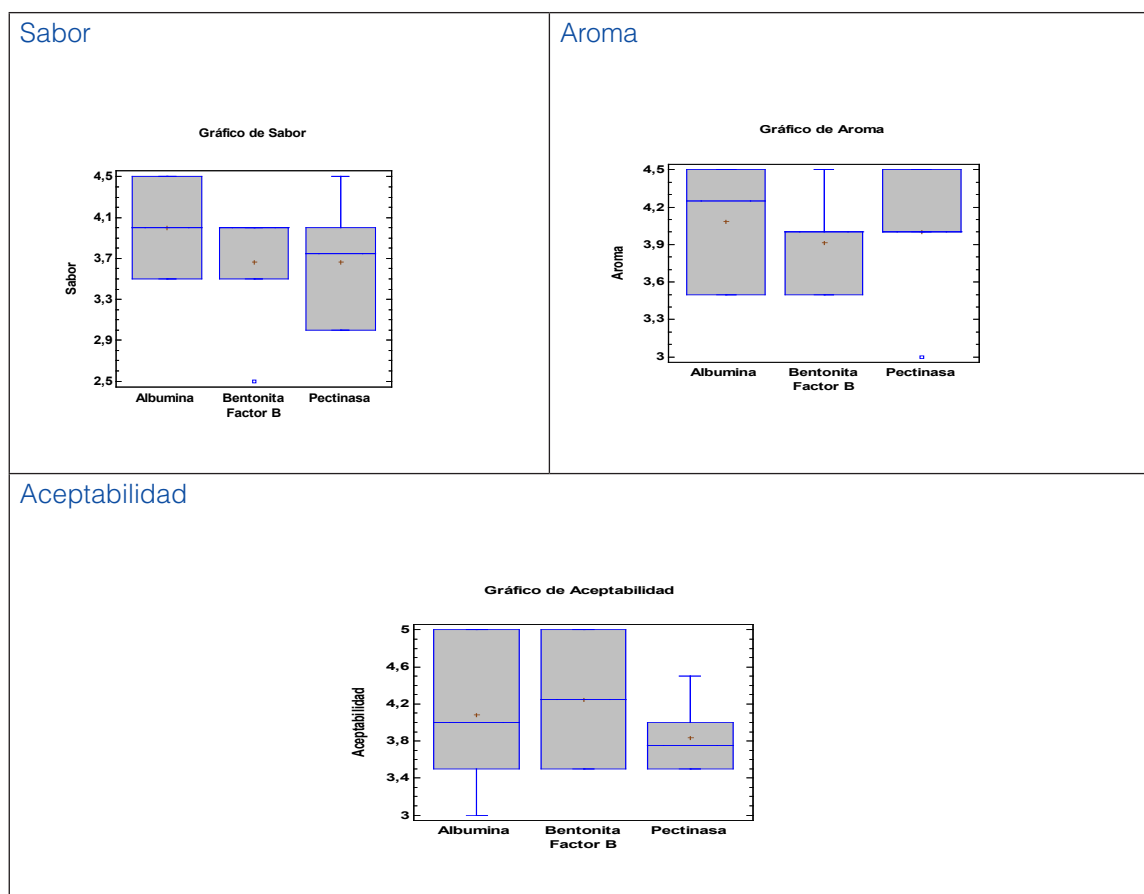 Sabor
Gráfico de Sabor
Sabor
4,5
4,1
3,7
3,3
2,9
2,5
Albumina Bentonita Pectinasa
Factor B
Aroma
Gráfico de Aroma
Aroma
4,5
4,2
3,9
3,6
3,3
3
Albumina Bentonita Pectinasa
Factor B
Aceptabilidad
Gráfico de Aceptabilidad
Aceptabilidad
5
4,6
4,2
3,8
3,4
3
Albumina Bentonita Pectinasa
Factor B